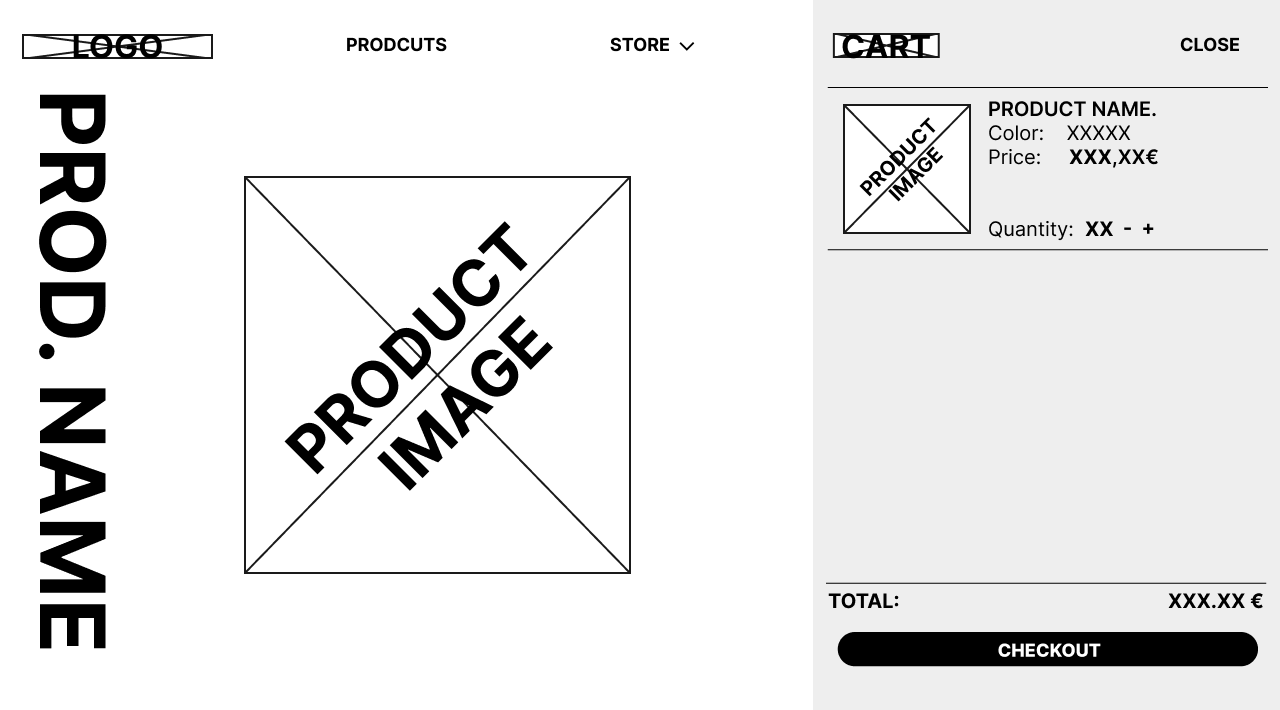 LOGO
PRODCUTS
STORE
PROD. NAME
PRODUCT
IMAGE
CART
CLOSE
PRODUCT
IMAGE
PRODUCT NAME.
Color: XXXXX
Price: XXX,XX€
Quantity: XX - +
TOTAL: XXX.XX €
CHECKOUT